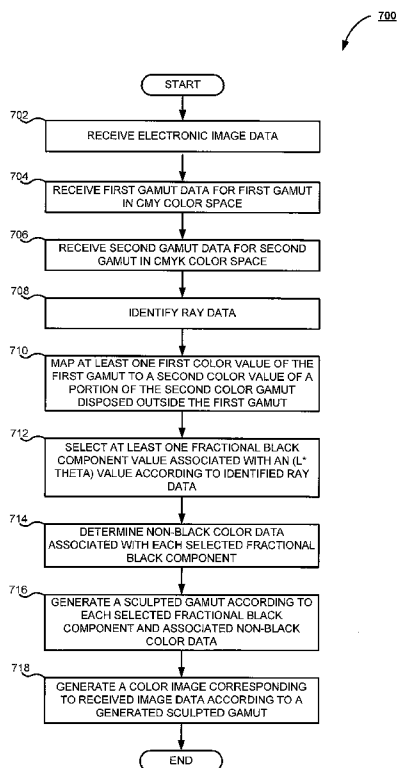 700
START
702
RECEIVE ELECTRONIC IMAGE DATA
704
RECEIVE FIRST GAMUT DATA FOR FIRST GAMUT
IN CMY COLOR SPACE
706
RECEIVE SECOND GAMUT DATA FOR SECOND
GAMUT IN CMYK COLOR SPACE
708
IDENTIFY RAY DATA
710
MAP AT LEAST ONE FIRST COLOR VALUE OF THE
FIRST GAMUT TO A SECOND COLOR VALUE OF A
PORTION OF THE SECOND COLOR GAMUT
DISPOSED OUTSIDE THE FIRST GAMUT
712
SELECT AT LEAST ONE FRACTIONAL BLACK
COMPONENT VALUE ASSOCIATED WITH AN (L*
THETA) VALUE ACCORDING TO IDENTIFIED RAY
DATA
714
DETERMINE NON-BLACK COLOR DATA
ASSOCIATED WITH EACH SELECTED FRACTIONAL
BLACK COMPONENT
716
GENERATE A SCULPTED GAMUT ACCORDING TO
EACH SELECTED FRACTIONAL BLACK
COMPONENT AND ASSOCIATED NON-BLACK
COLOR DATA
718
GENERATE A COLOR IMAGE CORRESPONDING
TO RECEIVED IMAGE DATA ACCORDING TO A
GENERATED SCULPTED GAMUT
END